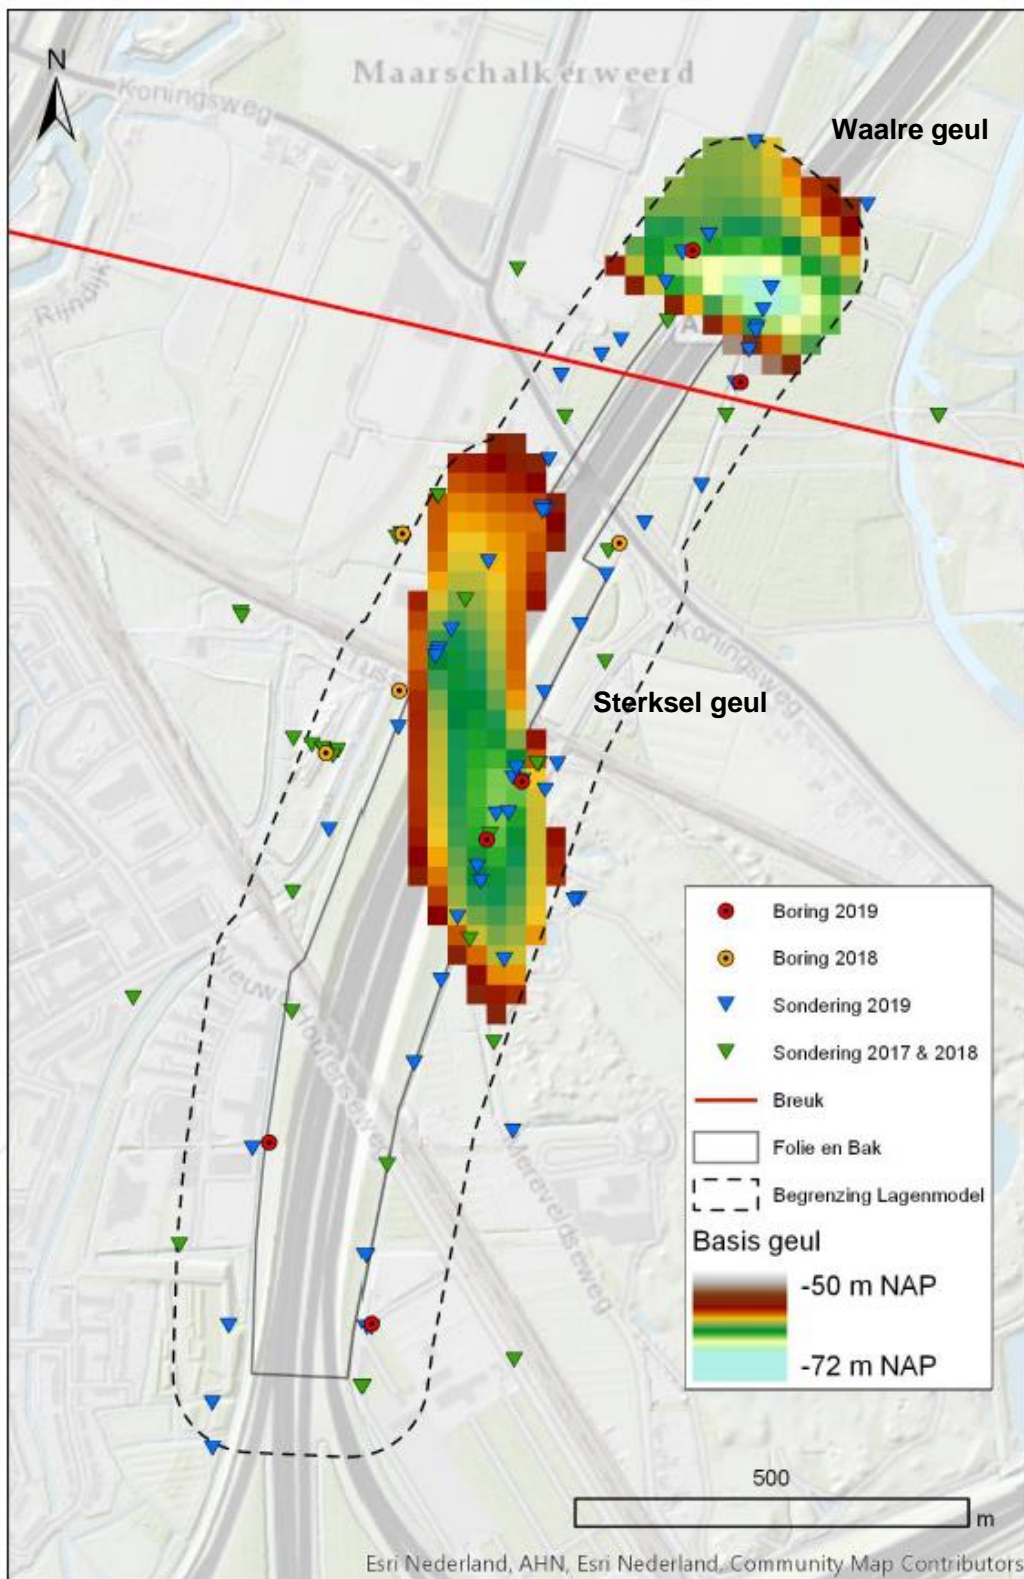 N
Maarschalkerweerd
Koningsweg
Waalre geul
Rijndijk
A
Koningsweg
Tuss
Sterksel geul
Mereveldseweg
Boring 2019
Boring 2018
Sondering 2019
Sondering 2017 & 2018
Breuk
Folie en Bak
Begrenzing Lagenmodel
Basis geul
-50 m NAP
-72 m NAP
500
m
Esri Nederland, AHN, Esri Nederland, Community Map Contributors